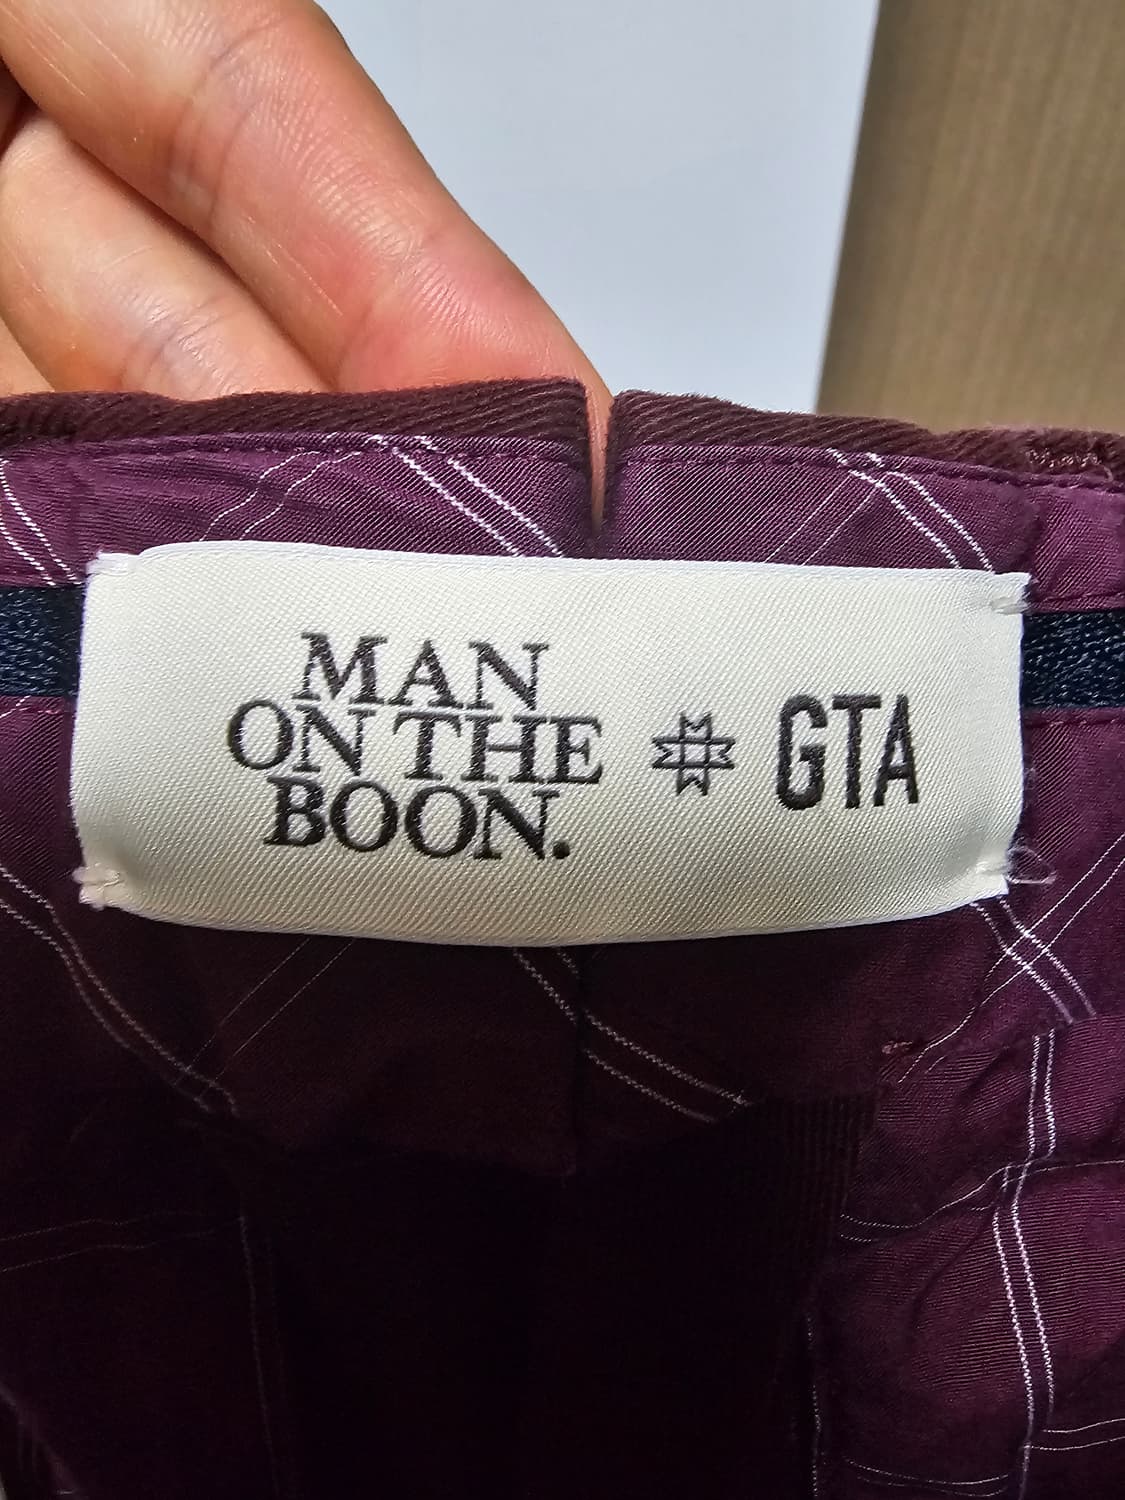 MAN
ON THE
BOON.
M
GTA